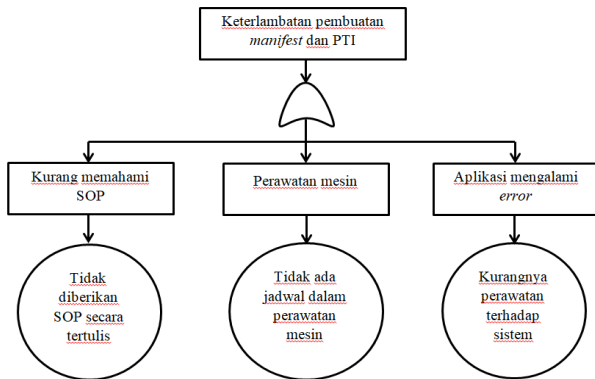 Keterlambatan pembuatan
manifest dan PTI
Kurang memahami
SOP
Perawatan mesin
Aplikasi mengalami
error
Tidak
diberikan
SOP secara
tertulis
Tidak ada
jadwal dalam
perawatan
mesin
Kurangnya
perawatan
terhadap
sistem